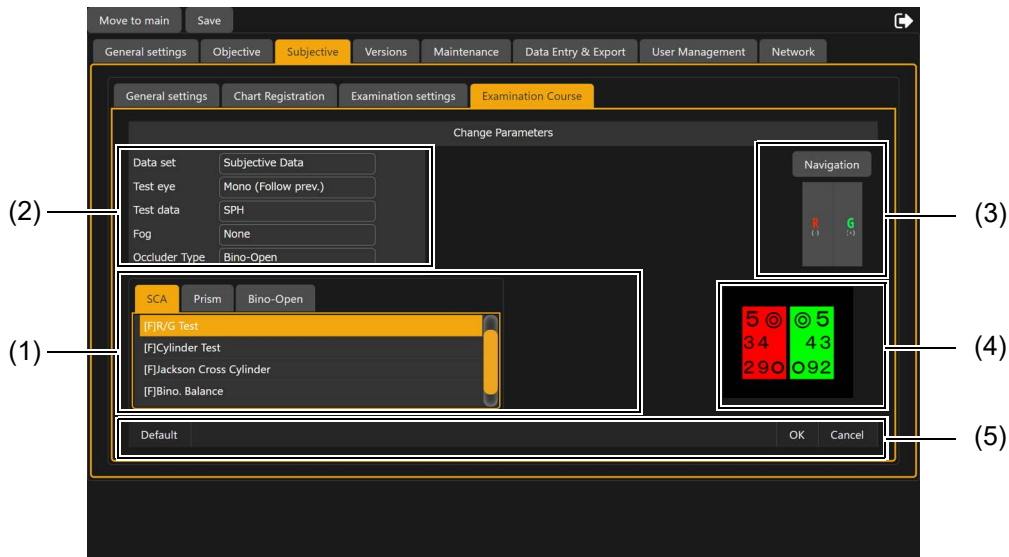 Move to main Save
General settings Objective Subjective Versions Maintenance Data Entry & Export User Management Network
General settings Chart Registration Examination settings Examination Course
Change Parameters
Data set Subjective Data
Test eye Mono (Follow prev.)
Test data SPH
Fog None
Occluder Type Bino-Open
(2)
Navigation
R G
(-) (+)
(3)
SCA Prism Bino-Open
[F]R/G Test
[F]Cylinder Test
[F]Jackson Cross Cylinder
[F]Bino. Balance
(1)
5 5
34 43
29O O92
(4)
Default OK Cancel
(5)